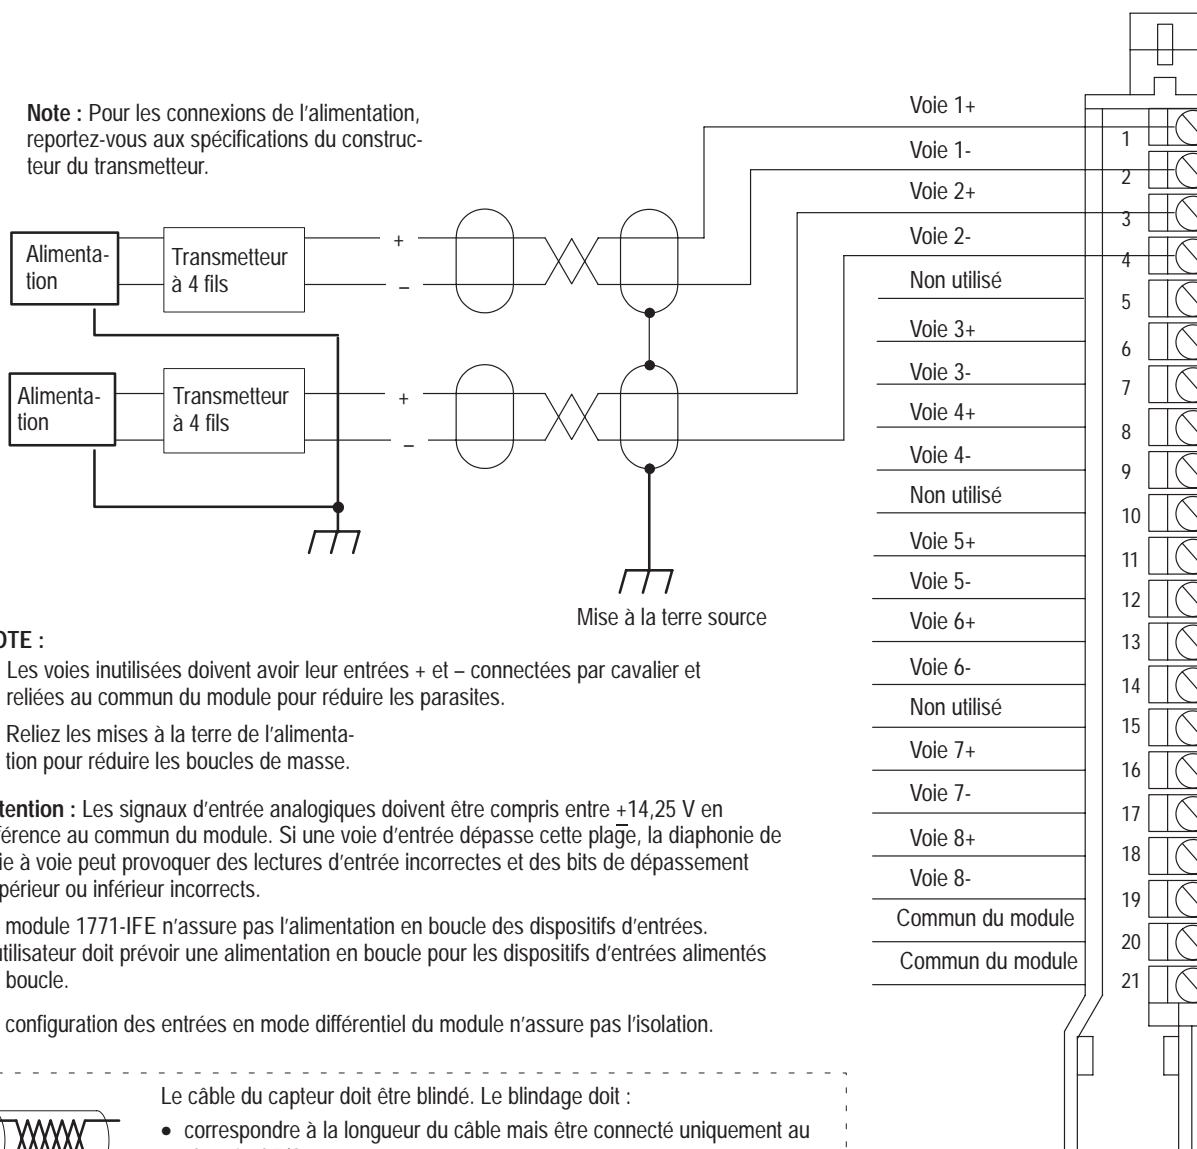 Note : Pour les connexions de l'alimentation,
reportez-vous aux spécifications du construc-
teur du transmetteur.
Alimenta-
tion
Transmetteur
à 4 fils
+
–
Alimenta-
tion
Transmetteur
à 4 fils
+
–
Mise à la terre source
Voie 1+
1
Voie 1-
2
Voie 2+
3
Voie 2-
4
Non utilisé
5
Voie 3+
6
Voie 3-
7
Voie 4+
8
Voie 4-
9
Non utilisé
10
Voie 5+
11
Voie 5-
12
Voie 6+
13
Voie 6-
14
Non utilisé
15
Voie 7+
16
Voie 7-
17
Voie 8+
18
Voie 8-
19
Commun du module
20
Commun du module
21
OTE :
Les voies inutilisées doivent avoir leur entrées + et – connectées par cavalier et
reliées au commun du module pour réduire les parasites.
Reliez les mises à la terre de l'alimenta-
tion pour réduire les boucles de masse.
tention : Les signaux d'entrée analogiques doivent être compris entre ±14,25 V en
férence au commun du module. Si une voie d'entrée dépasse cette plage, la diaphonie de
ie à voie peut provoquer des lectures d'entrée incorrectes et des bits de dépassement
périeur ou inférieur incorrects.
module 1771-IFE n'assure pas l'alimentation en boucle des dispositifs d'entrées.
utilisateur doit prévoir une alimentation en boucle pour les dispositifs d'entrées alimentés
boucle.
configuration des entrées en mode différentiel du module n'assure pas l'isolation.
Le câble du capteur doit être blindé. Le blindage doit :
• correspondre à la longueur du câble mais être connecté uniquement au